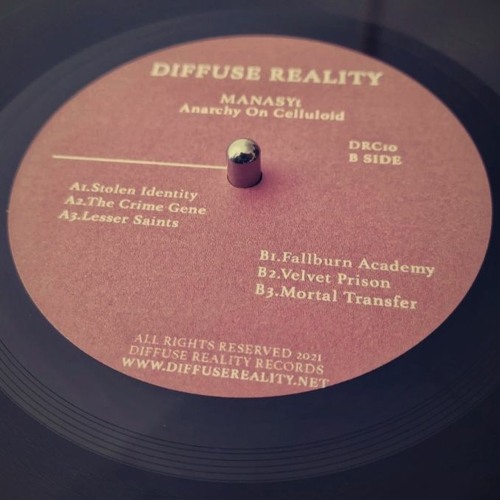 DIFFUSE REALITY
MANASYt
Anarchy On Celluloid
DRC10
B SIDE
A1.Stolen Identity
A2.The Crime Gene
A3.Lesser Saints
B1.Fallburn Academy
B2.Velvet Prison
B3.Mortal Transfer
ALL RIGHTS RESERVED 2021
DIFFUSE REALITY RECORDS
WWW.DIFFUSEREALITY.NET